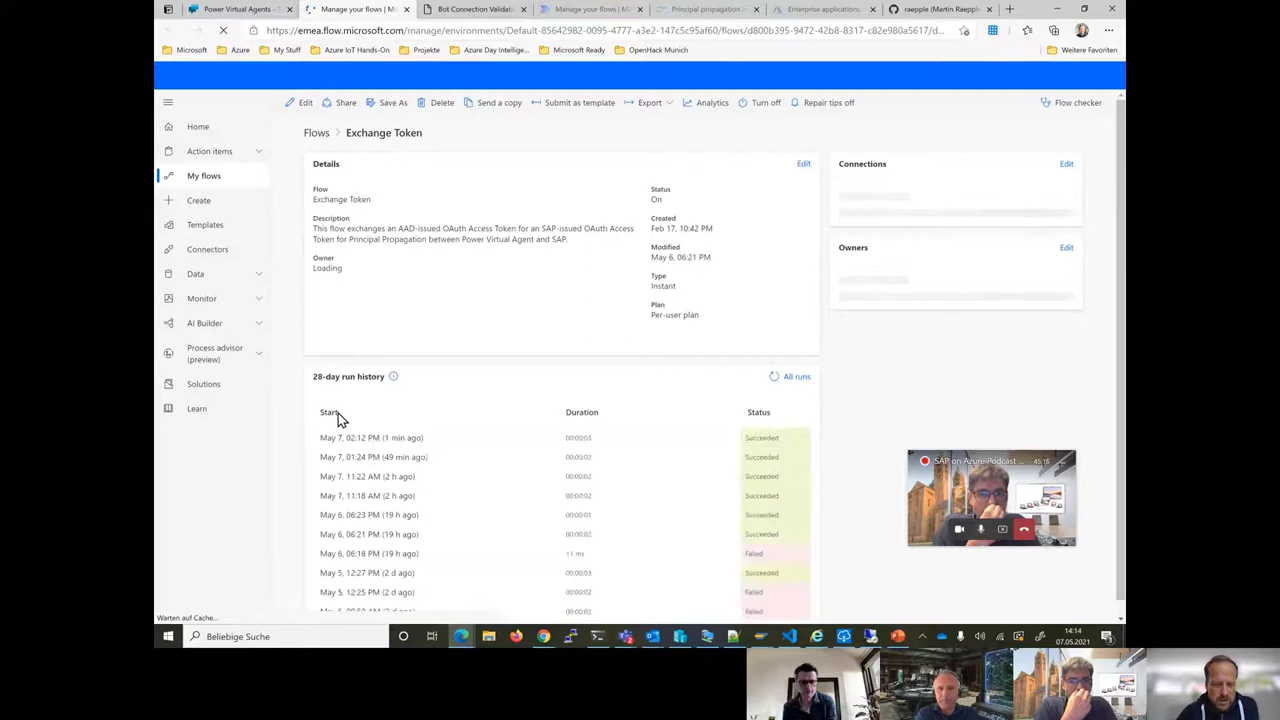 Power Virtual Agents - 1
Manage your flows | Mi
Bot Connection Validati
Manage your flows | M
Principal propagation in
Enterprise applications
raepple (Martin Raepple
https://emea.flow.microsoft.com/manage/environments/Default-85642982-0095-4777-a3e2-147c5c95af60/flows/d800b395-9472-42b8-8317-c82e980a5617/d...
Microsoft
Azure
My Stuff
Azure IoT Hands-On
Projekte
Azure Day Intellige...
Microsoft Ready
OpenHack Munich
Weitere Favoriten
Edit
Share
Save As
Delete
Send a copy
Submit as template
Export
Analytics
Turn off
Repair tips off
Flow checker
Home
Action items
My flows
Create
Templates
Connectors
Data
Monitor
AI Builder
Process advisor
(preview)
Solutions
Learn
Flows > Exchange Token
Details
Edit
Flow
Exchange Token
Description
This flow exchanges an AAD-issued OAuth Access Token for an SAP-issued OAuth Access
Token for Principal Propagation between Power Virtual Agent and SAP.
Owner
Loading
Status
On
Created
Feb 17, 10:42 PM
Modified
May 6, 06:21 PM
Type
Instant
Plan
Per-user plan
Connections
Edit
Owners
Edit
28-day run history
All runs
Start
Duration
Status
May 7, 02:12 PM (1 min ago) 00:00:03 Succeeded
May 7, 01:24 PM (49 min ago) 00:00:02 Succeeded
May 7, 11:22 AM (2 h ago) 00:00:02 Succeeded
May 7, 11:18 AM (2 h ago) 00:00:02 Succeeded
May 6, 06:23 PM (19 h ago) 00:00:01 Succeeded
May 6, 06:21 PM (19 h ago) 00:00:02 Succeeded
May 6, 06:18 PM (19 h ago) 11 ms Failed
May 5, 12:27 PM (2 d ago) 00:00:03 Succeeded
May 5, 12:25 PM (2 d ago) 00:00:02 Failed
00:00:02 Failed
SAP on Azure Podcast ...
45:16
Warten auf Cache...
Beliebige Suche
14:14
07.05.2021